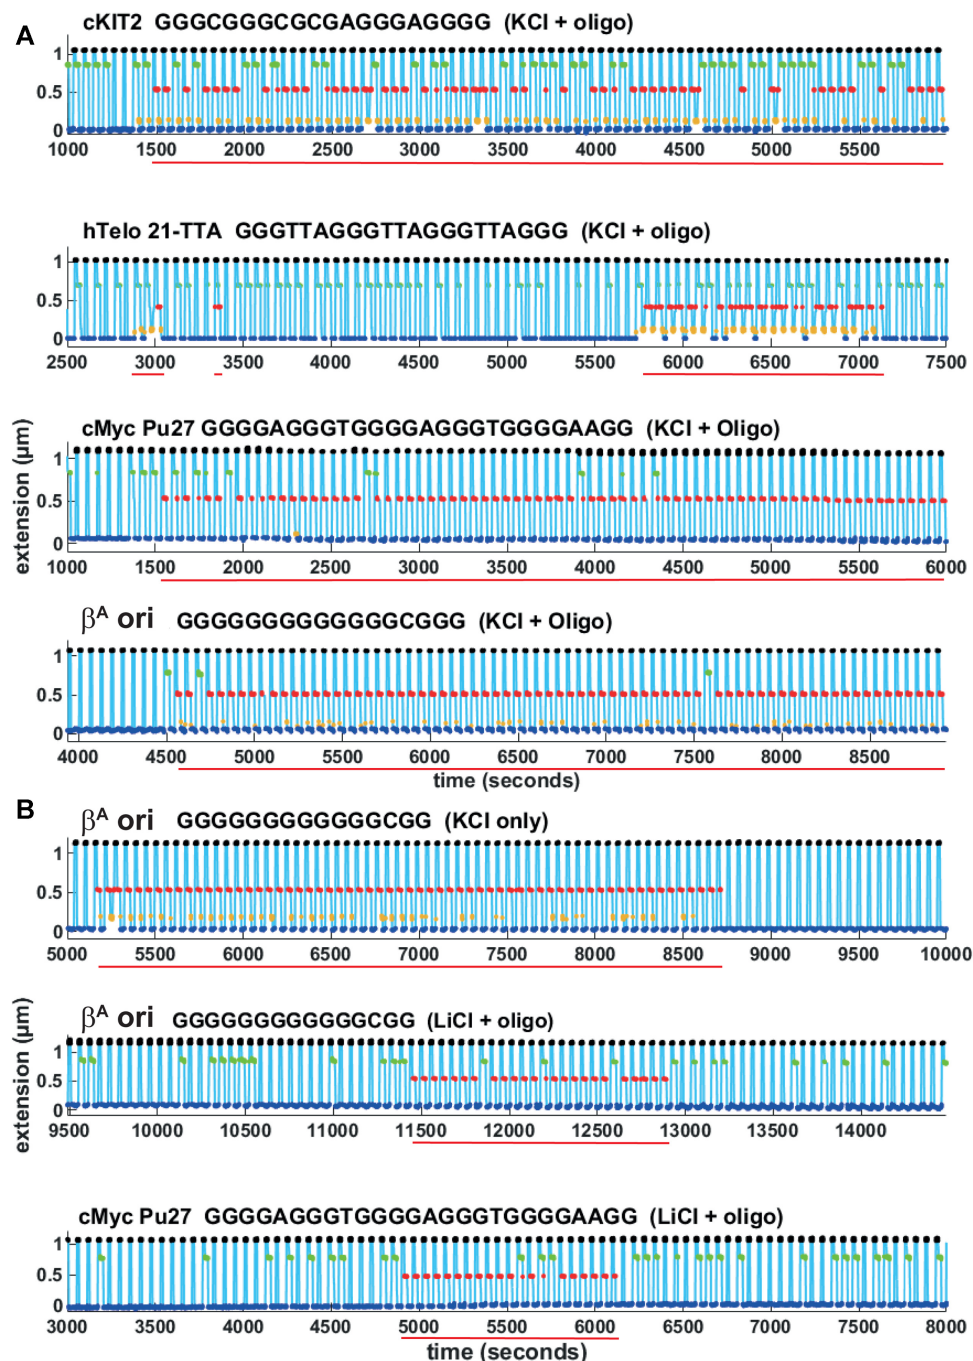 A
cKIT2 GGGCGGGCGCGAGGGAGGGG (KCl + oligo)
1
0.5
0
1000 1500 2000 2500 3000 3500 4000 4500 5000 5500
hTelo 21-TTA GGGTTAGGGTTAGGGTTAGGG (KCl + oligo)
1
0.5
0
2500 3000 3500 4000 4500 5000 5500 6000 6500 7000 7500
cMyc Pu27 GGGGAGGGTGGGGAGGGTGGGGAAGG (KCl + Oligo)
extension (µm)
1
0.5
0
1000 1500 2000 2500 3000 3500 4000 4500 5000 5500 6000
βᴬ ori GGGGGGGGGGGGGGCGGG (KCl + Oligo)
1
0.5
0
4000 4500 5000 5500 6000 6500 7000 7500 8000 8500
time (seconds)
B
βᴬ ori GGGGGGGGGGGGGCGG (KCl only)
1
0.5
0
5000 5500 6000 6500 7000 7500 8000 8500 9000 9500 10000
βᴬ ori GGGGGGGGGGGGCGG (LiCl + oligo)
extension (µm)
1
0.5
0
9500 10000 10500 11000 11500 12000 12500 13000 13500 14000
cMyc Pu27 GGGGAGGGTGGGGAGGGTGGGGAAGG (LiCl + oligo)
1
0.5
0
3000 3500 4000 4500 5000 5500 6000 6500 7000 7500 8000
time (seconds)